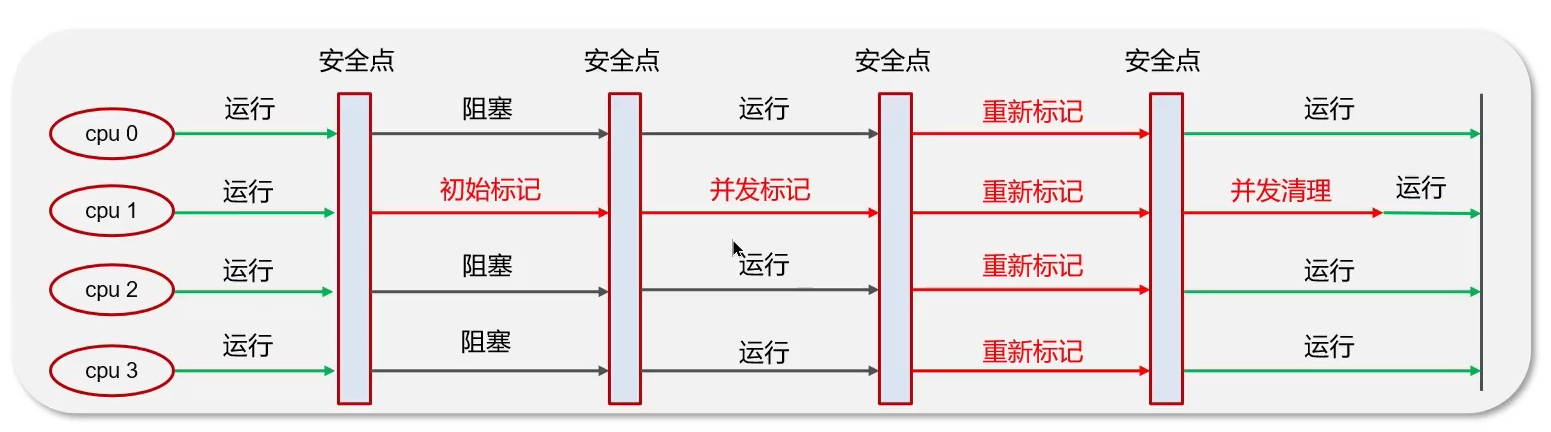 安全点 安全点 安全点 安全点
cpu 0 运行 阻塞 运行 重新标记 运行
cpu 1 运行 初始标记 并发标记 重新标记 并发清理 运行
cpu 2 运行 阻塞 运行 重新标记 运行
cpu 3 运行 阻塞 运行 重新标记 运行